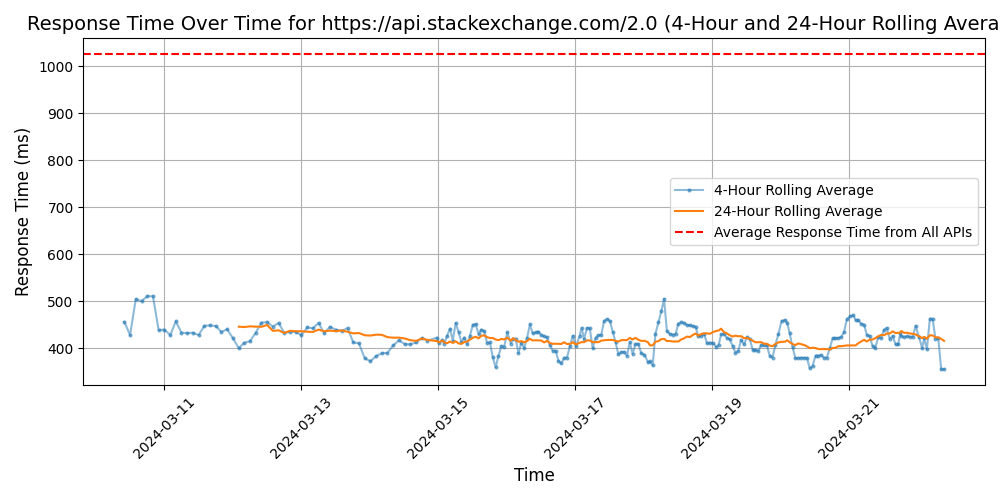 Response Time Over Time for https://api.stackexchange.com/2.0 (4-Hour and 24-Hour Rolling Avera
Response Time (ms)
1000
900
800
700
600
500
400
4-Hour Rolling Average
24-Hour Rolling Average
Average Response Time from All APIs
2024-03-11
2024-03-13
2024-03-15
2024-03-17
2024-03-19
2024-03-21
Time